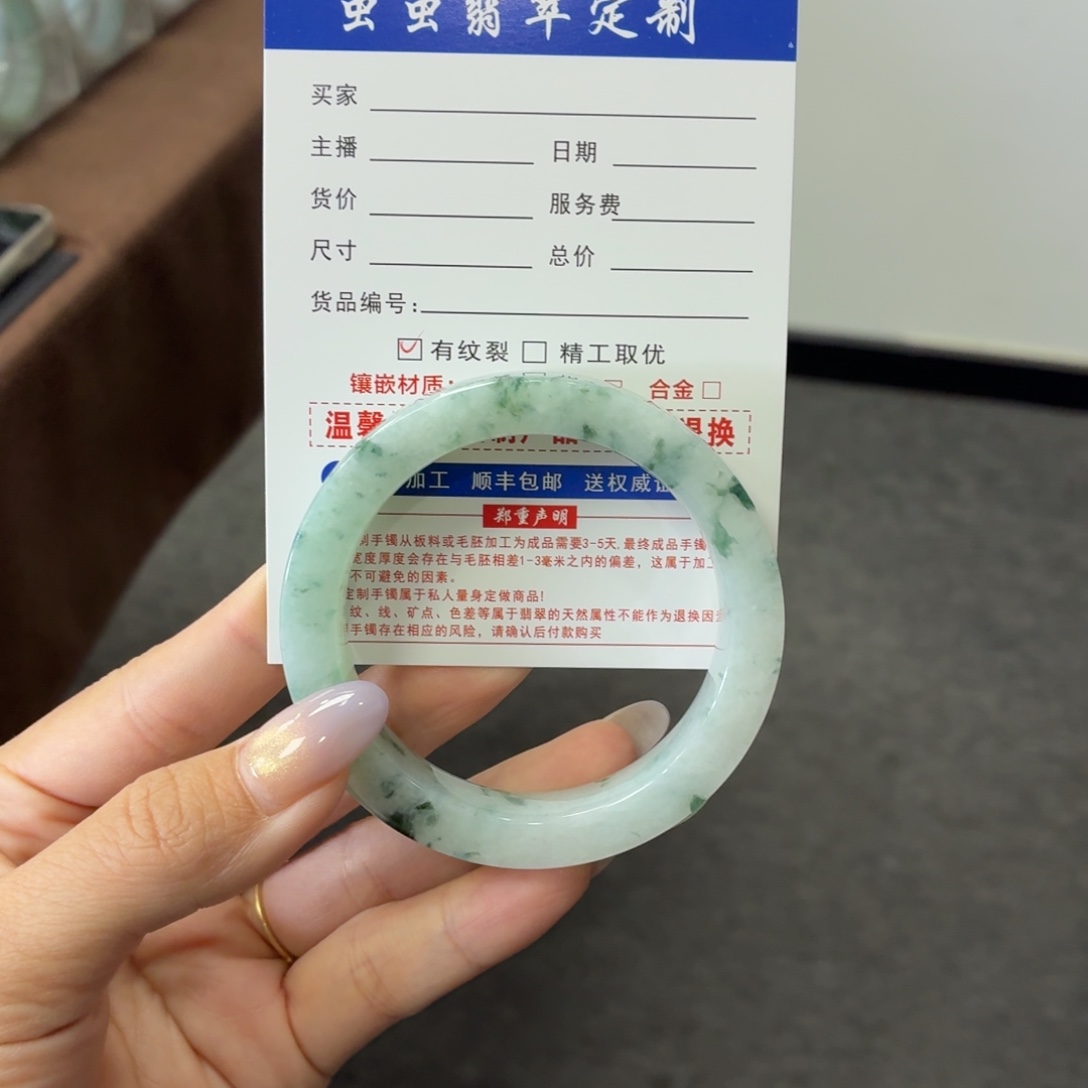 虫虫翡翠定制
买家
主播 日期
货价 服务费
尺寸 总价
货品编号:
有纹裂 精工取优
镶嵌材质: 合金
温馨 退换
加工 顺丰包邮 送权威证
郑重声明
制手镯从板料或毛胚加工为成品需要3-5天,最终成品手镯
宽度厚度会存在与毛胚相差1-3毫米之内的偏差,这属于加工
不可避免的因素。
定制手镯属于私人量身定做商品!
纹、线、矿点、色差等属于翡翠的天然属性不能作为退换因素
手镯存在相应的风险,请确认后付款购买